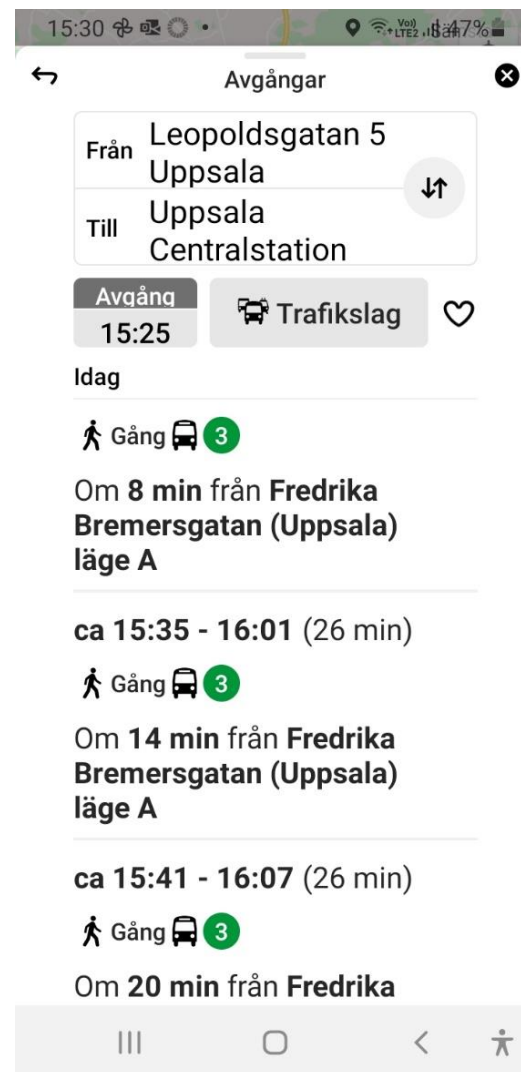 15:30 47%
Avgångar
Från Leopoldsgatan 5
Uppsala
Till Uppsala
Centralstation
Avgång
15:25
Trafikslag
Idag
Gång 3
Om 8 min från Fredrika
Bremersgatan (Uppsala)
läge A
ca 15:35 - 16:01 (26 min)
Gång 3
Om 14 min från Fredrika
Bremersgatan (Uppsala)
läge A
ca 15:41 - 16:07 (26 min)
Gång 3
Om 20 min från Fredrika